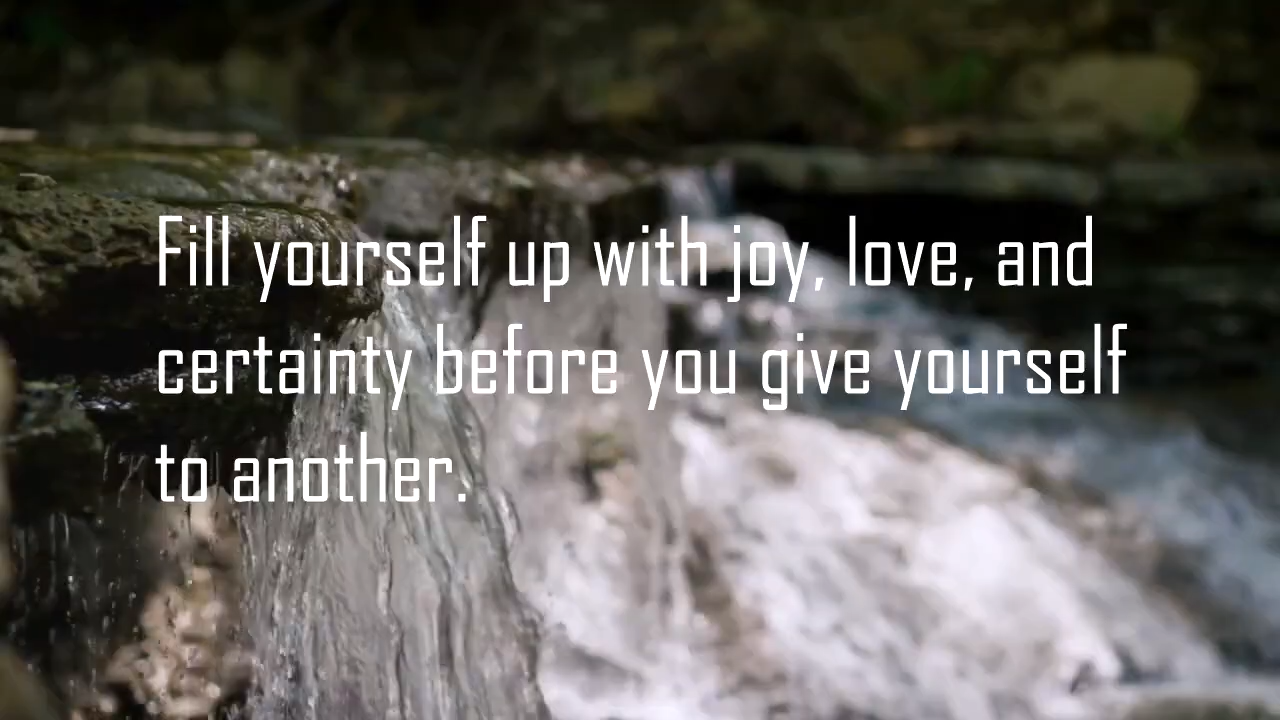 Fill yourself up with joy, love, and
certainty before you give yourself
to another.